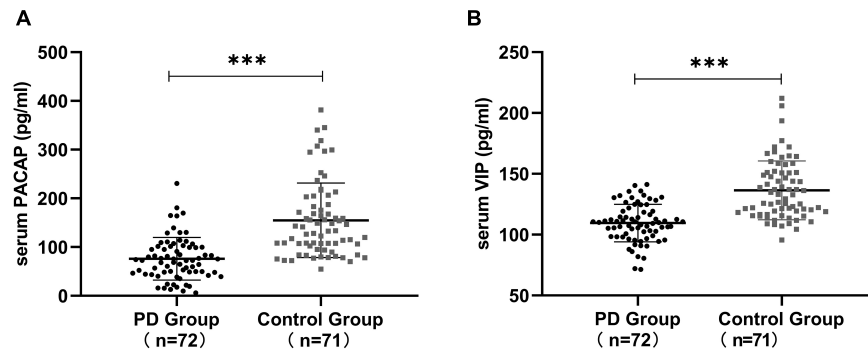 A
500
400
300
200
100
0
serum PACAP (pg/ml)
***
PD Group
（ n=72）
Control Group
（ n=71）
B
250
200
150
100
50
serum VIP (pg/ml)
***
PD Group
（ n=72）
Control Group
（ n=71）